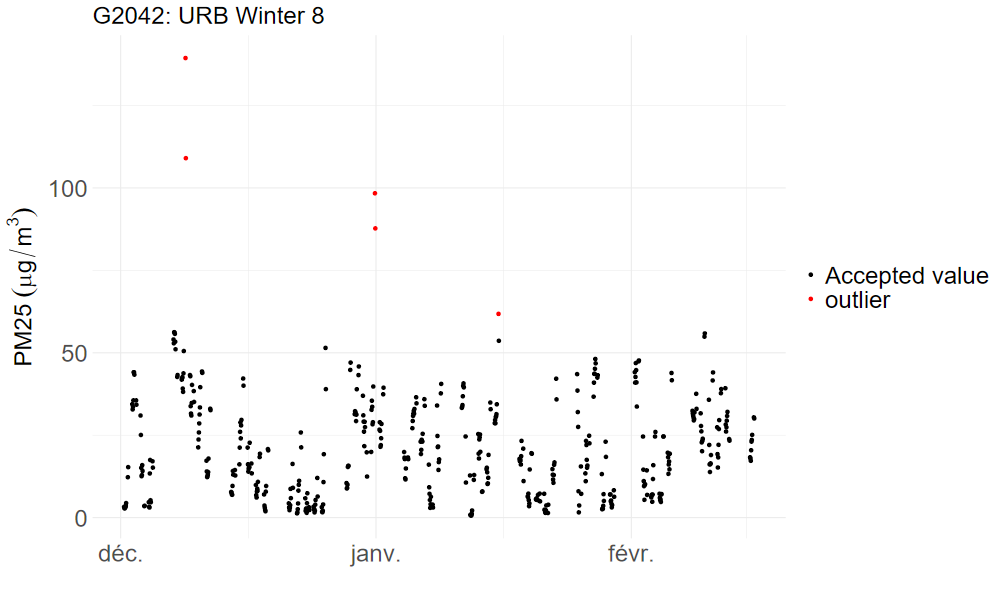 G2042: URB Winter 8
PM25 (μg/m³)
100
50
0
déc.
janv.
févr.
Accepted value
outlier